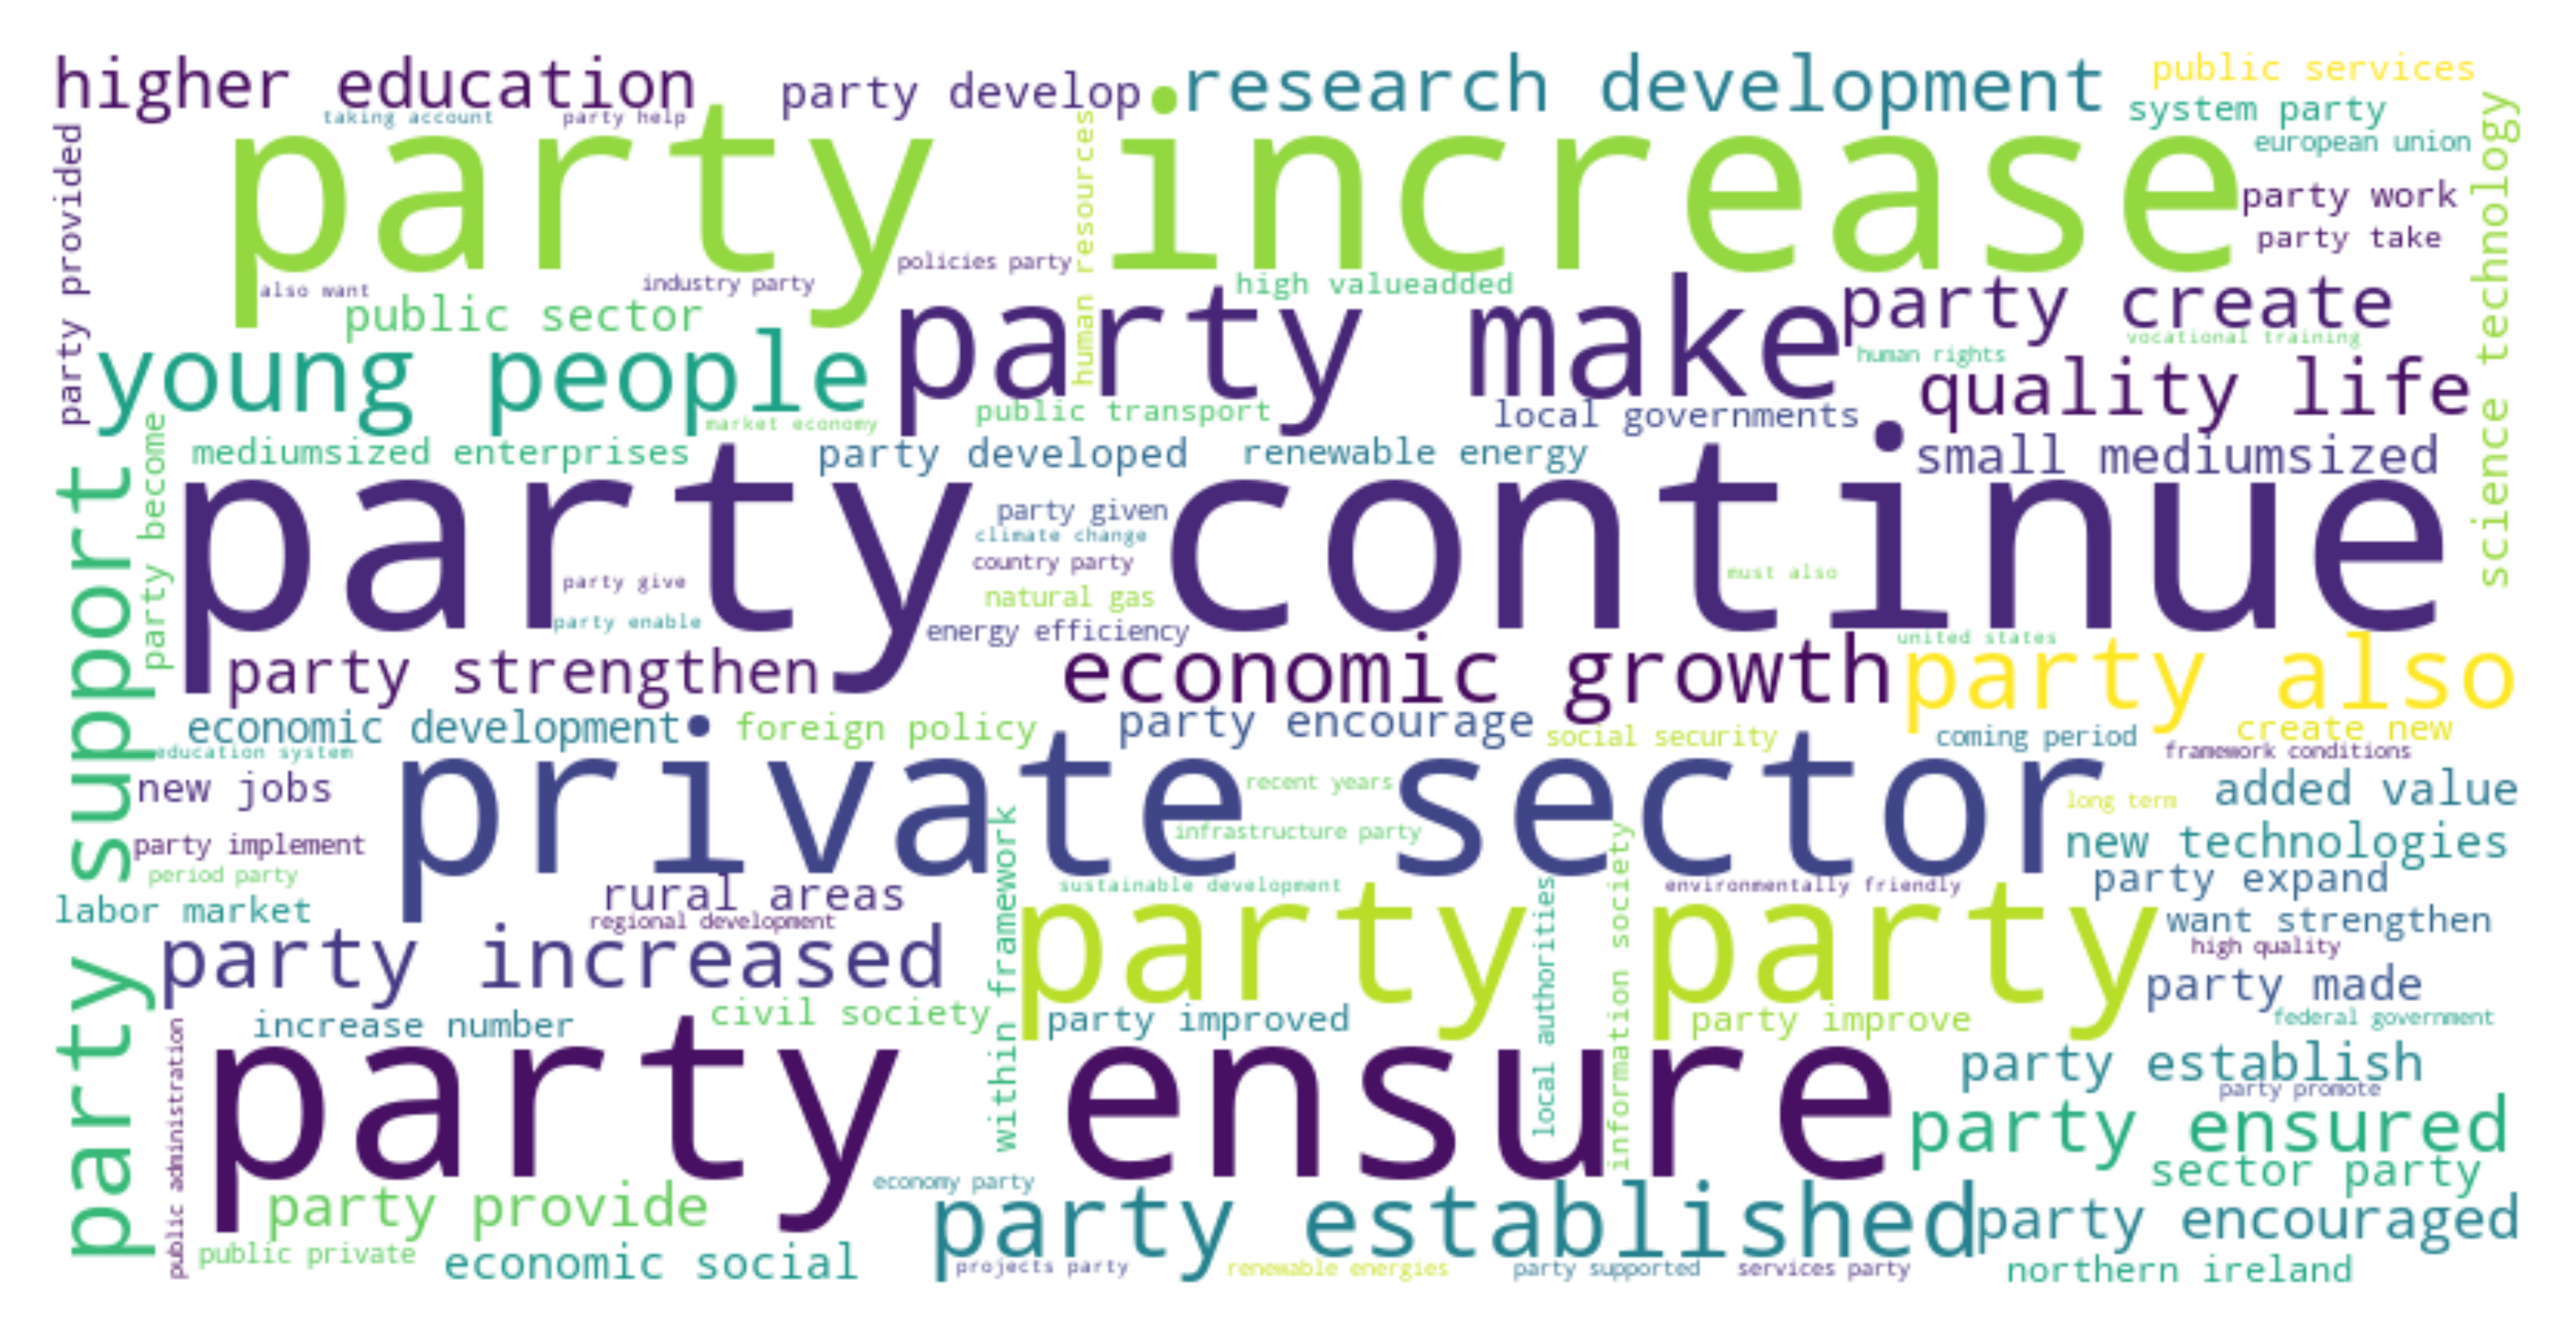 higher education
party develop
research development
public services
taking account
party help
system party
party increase
european union
party provided
human resources
science technology
party work
party take
policies party
also want
industry party
high valueadded
public sector
party make
party create
vocational training
young people
human rights
quality life
public transport
local governments
market economy
party become
mediumsized enterprises
party developed
renewable energy
small mediumsized
party support
party continue
party given
climate change
country party
must also
party give
natural gas
party enable
energy efficiency
united states
party strengthen
economic growth
party also
economic development
foreign policy
party encourage
social security
coming period
create new
education system
framework conditions
new jobs
private sector
recent years
added value
long term
party implement
infrastructure party
new technologies
within framework
information society
period party
party expand
rural areas
sustainable development
environmentally friendly
labor market
regional development
party party
local authorities
want strengthen
party increased
high quality
party made
increase number
civil society
party improved
party improve
federal government
public administration
party ensure
party establish
party promote
party ensured
sector party
economy party
party provide
party established
party encouraged
public private
economic social
projects party
renewable energies
party supported
services party
northern ireland